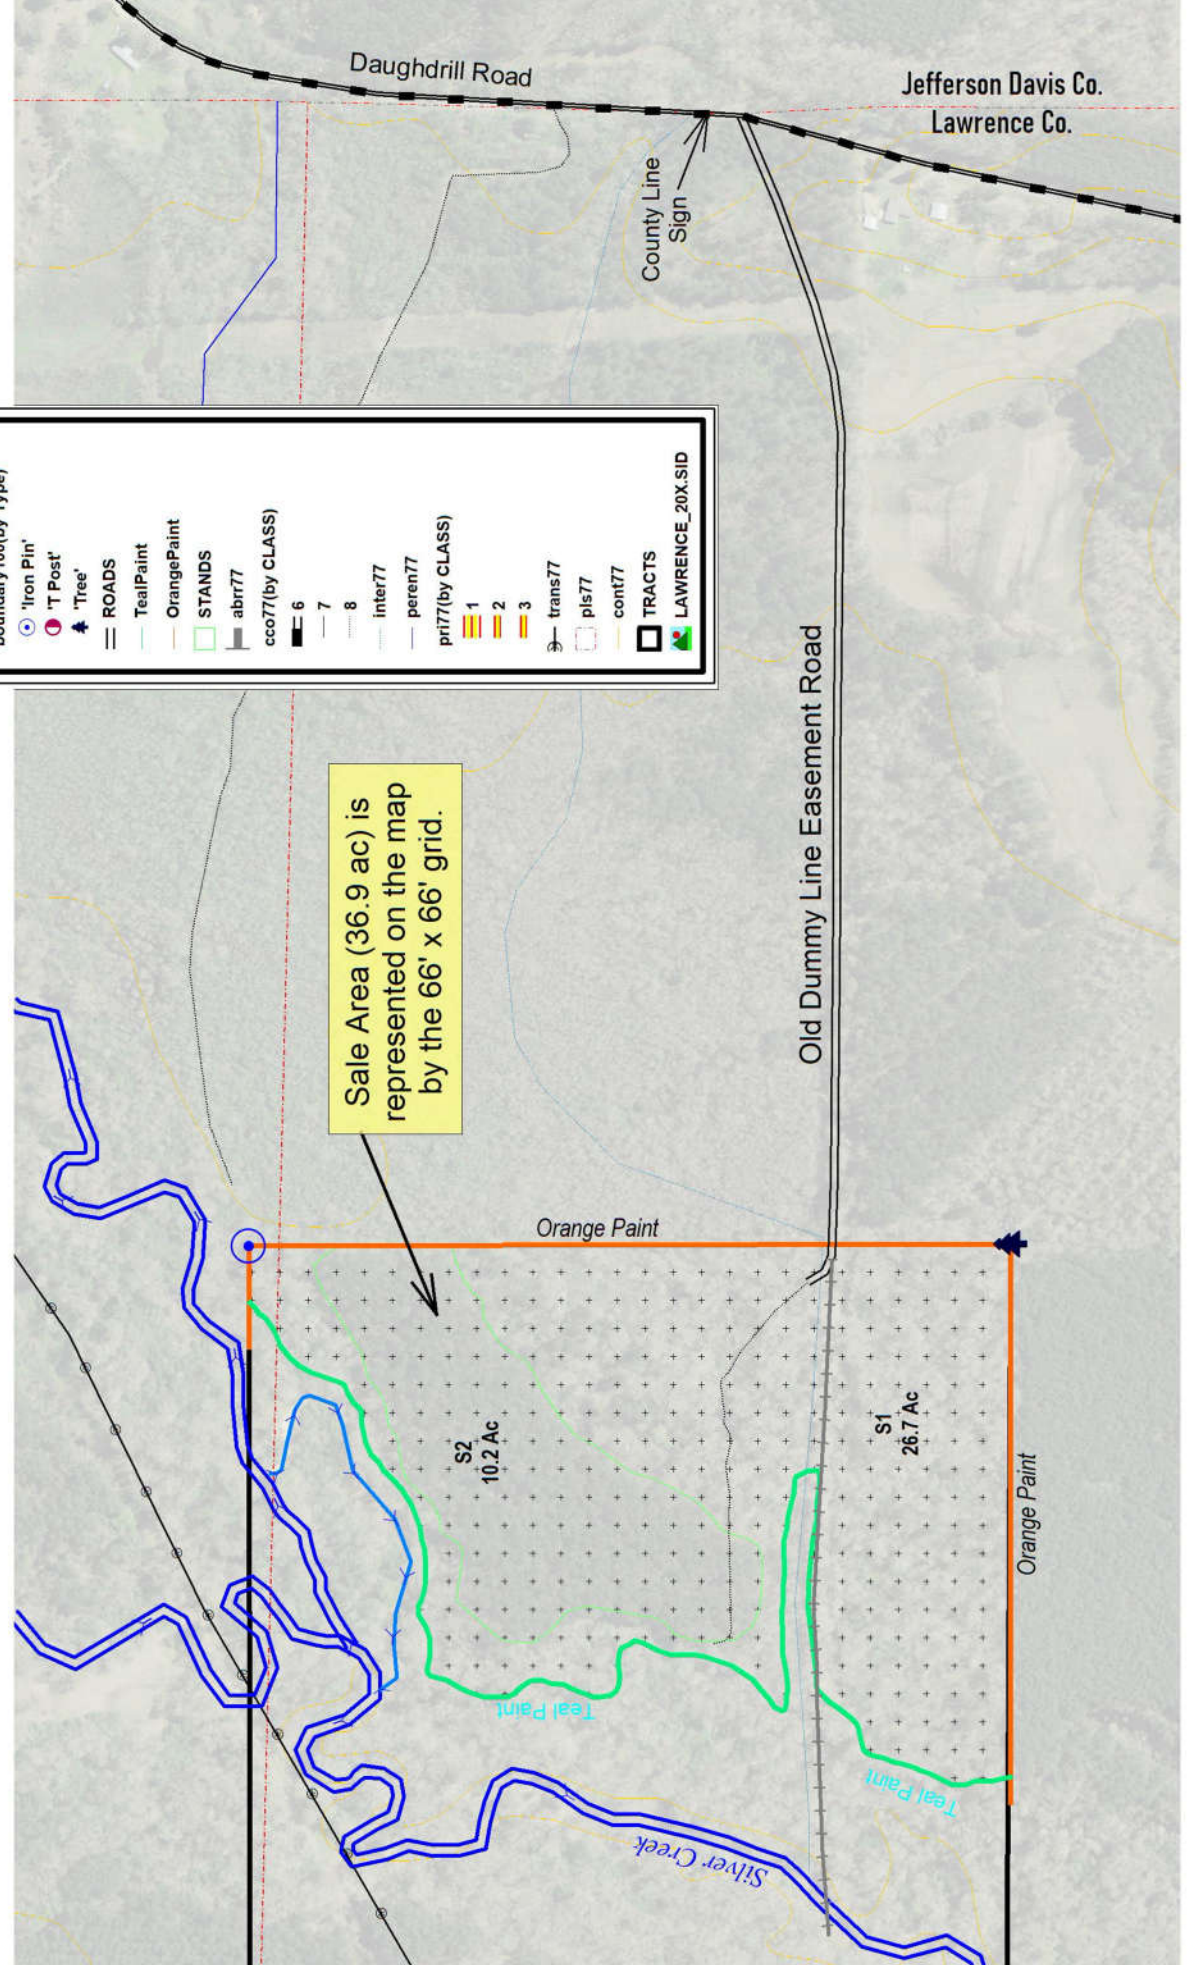 Daughdrill Road
Jefferson Davis Co.
Lawrence Co.
County Line
Sign
'Iron Pin'
'T Post'
'Tree'
ROADS
TealPaint
OrangePaint
STANDS
abrr77
cco77(by CLASS)
6
7
8
inter77
peren77
pri77(by CLASS)
1
2
3
trans77
pls77
cont77
TRACTS
LAWRENCE_20X.SID
Sale Area (36.9 ac) is
represented on the map
by the 66' x 66' grid.
Old Dummy Line Easement Road
Orange Paint
S2
10.2 Ac
S1
26.7 Ac
Orange Paint
Teal Paint
Teal Paint
Silver Creek